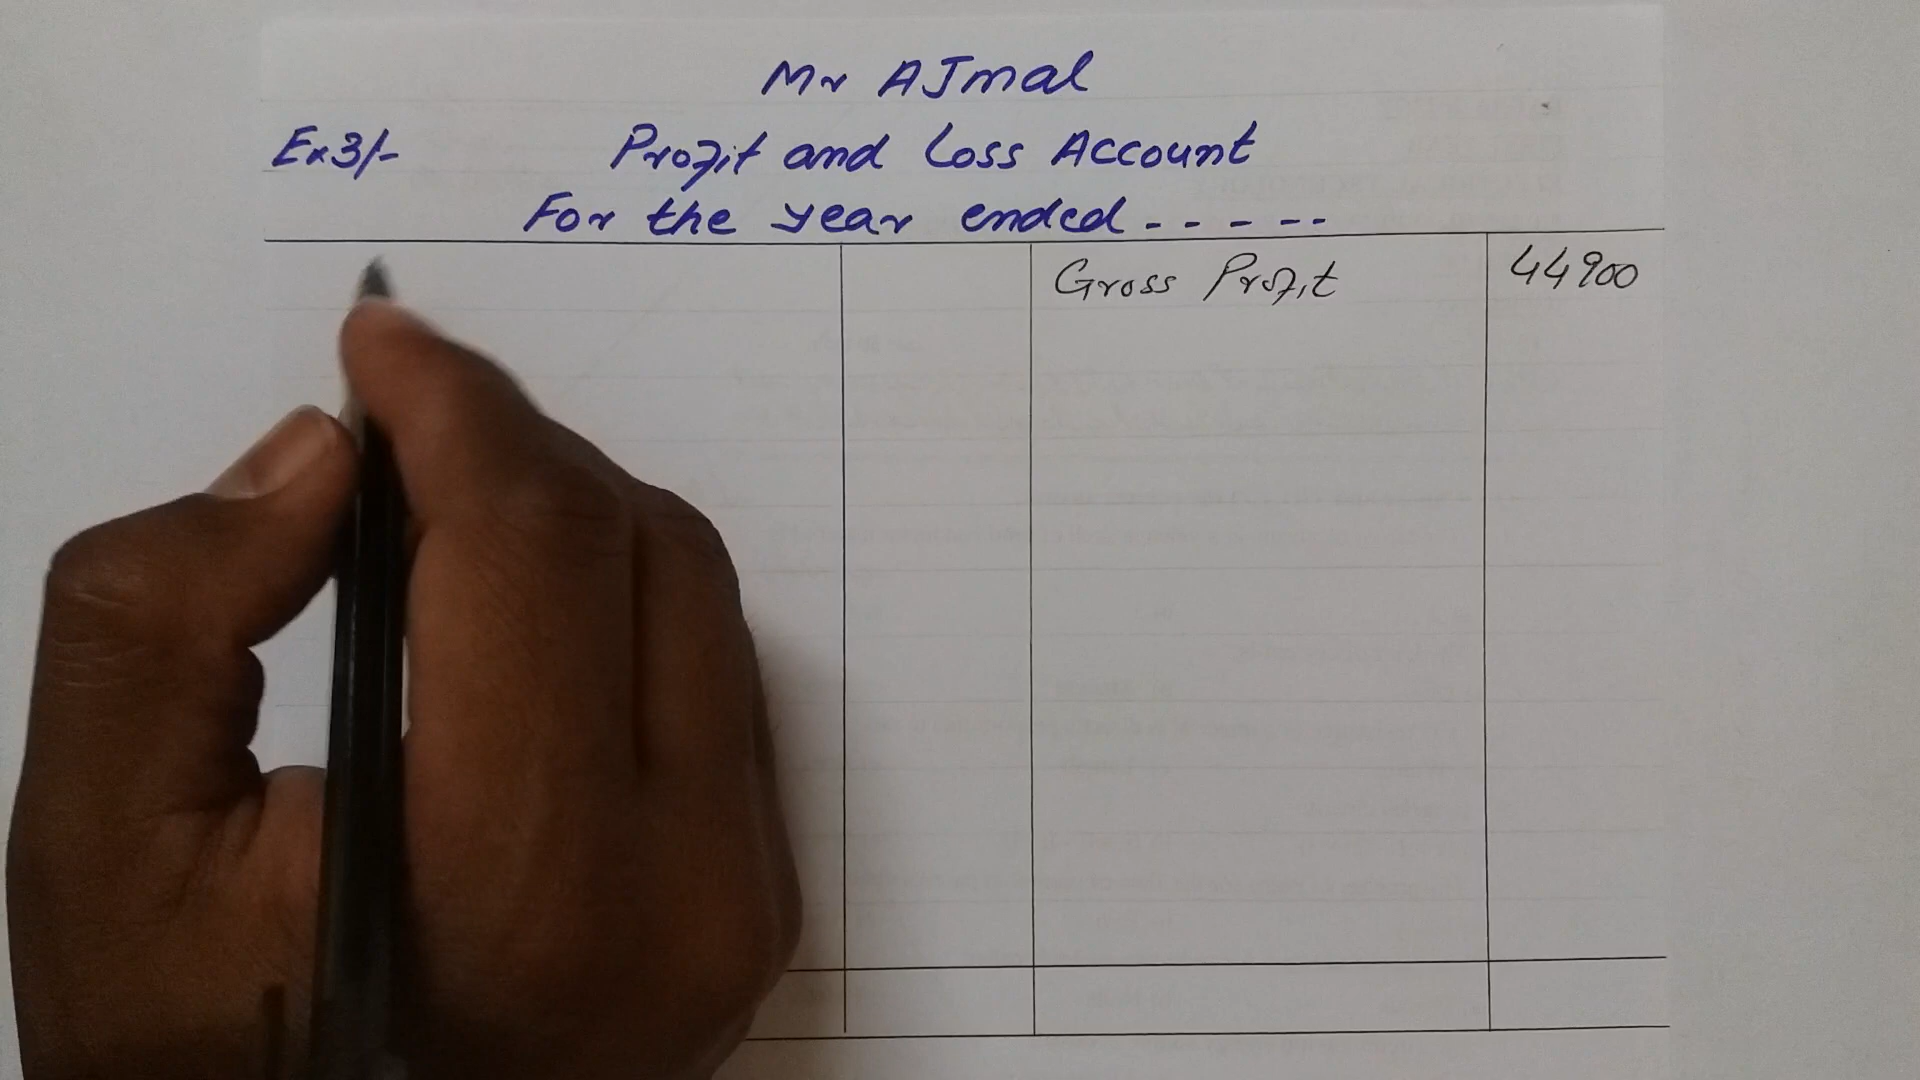 Mr AJmal
Ex3/- Profit and Loss Account
For the year ended - - - - -
Gross Profit 44900